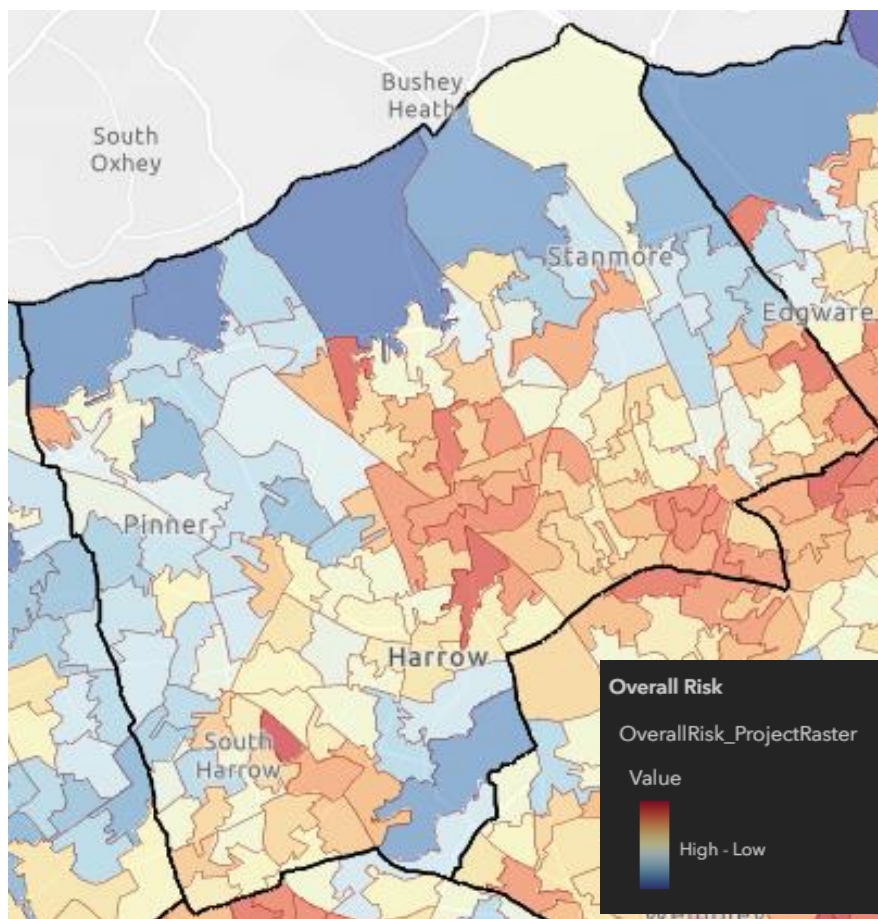 Bushey
Heath
South
Oxhey
Stanmore
Edgware
Pinner
Harrow
South
Harrow
Overall Risk
OverallRisk_ProjectRaster
Value
High - Low